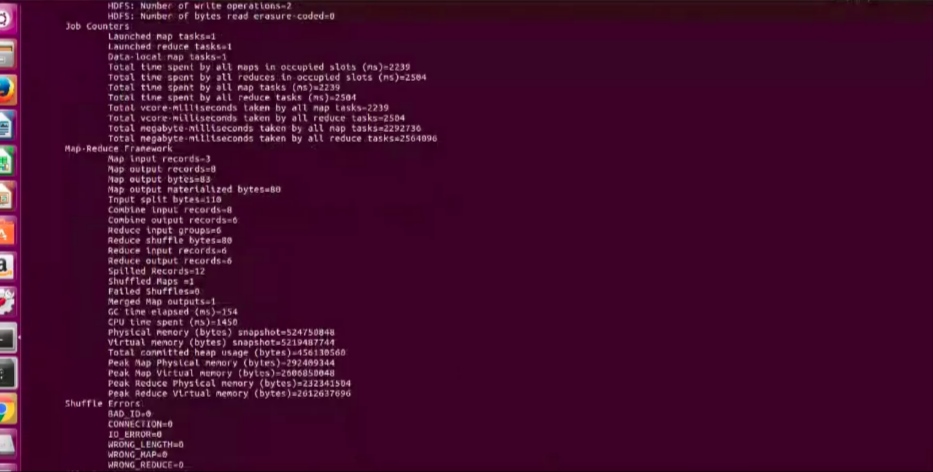 HDFS: Number of write operations=2
HDFS: Number of bytes read erasure-coded=0
Job Counters
Launched map tasks=1
Launched reduce tasks=1
Data-local map tasks=1
Total time spent by all maps in occupied slots (ms)=2239
Total time spent by all reduces in occupied slots (ms)=2504
Total time spent by all map tasks (ms)=2239
Total time spent by all reduce tasks (ms)=2504
Total vcore-milliseconds taken by all map tasks=2239
Total vcore-milliseconds taken by all reduce tasks=2504
Total megabyte-milliseconds taken by all map tasks=2292736
Total megabyte-milliseconds taken by all reduce tasks=2564096
Map-Reduce Framework
Map input records=3
Map output records=8
Map output bytes=83
Map output materialized bytes=80
Input split bytes=110
Combine input records=8
Combine output records=6
Reduce input groups=6
Reduce shuffle bytes=80
Reduce input records=6
Reduce output records=6
Spilled Records=12
Shuffled Maps =1
Failed Shuffles=0
Merged Map outputs=1
GC time elapsed (ms)=154
CPU time spent (ms)=1450
Physical memory (bytes) snapshot=524750848
Virtual memory (bytes) snapshot=5219487744
Total committed heap usage (bytes)=456130560
Peak Map Physical memory (bytes)=292409344
Peak Map Virtual memory (bytes)=2606850048
Peak Reduce Physical memory (bytes)=232341504
Peak Reduce Virtual memory (bytes)=2612637696
Shuffle Errors
BAD_ID=0
CONNECTION=0
IO_ERROR=0
WRONG_LENGTH=0
WRONG_MAP=0
WRONG_REDUCE=0